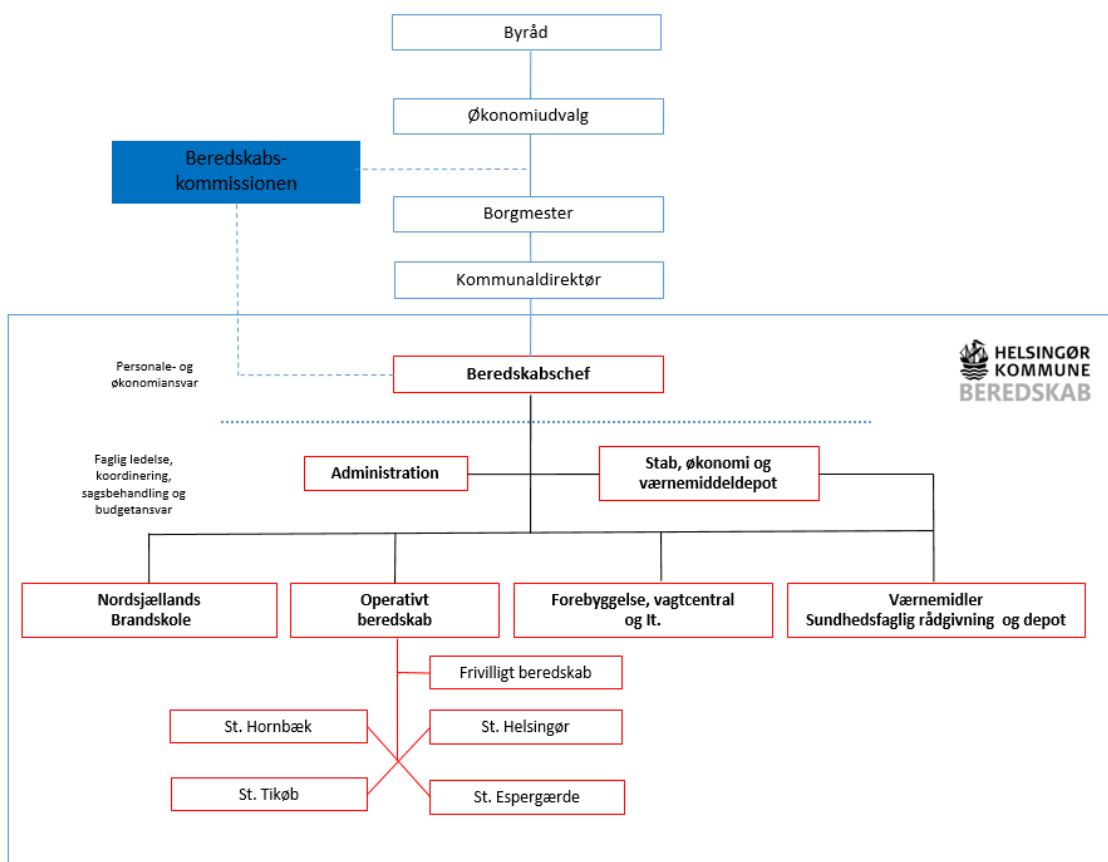 Byråd
Økonomiudvalg
Beredskabs-
kommissionen
Borgmester
Kommunaldirektør
Personale- og
økonomiansvar
Beredskabschef
HELSINGØR
KOMMUNE
BEREDSKAB
Faglig ledelse,
koordinering,
sagsbehandling og
budgetansvar
Administration
Stab, økonomi og
værnemiddeldepot
Nordsjællands
Brandskole
Operativt
beredskab
Forebyggelse, vagtcentral
og It.
Værnemidler
Sundhedsfaglig rådgivning og depot
Frivilligt beredskab
St. Hornbæk
St. Helsingør
St. Tikøb
St. Espergærde